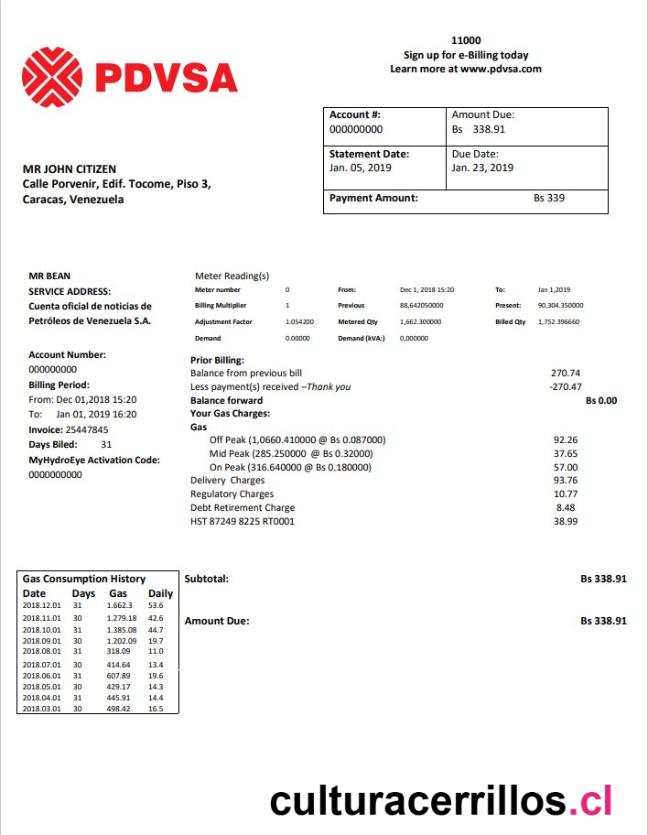 11000
Sign up for e-Billing today
Learn more at www.pdvsa.com
PDVSA
Account #: Amount Due:
000000000 Bs 338.91
Statement Date: Due Date:
Jan. 05, 2019 Jan. 23, 2019
Payment Amount: Bs 339
MR JOHN CITIZEN
Calle Porvenir, Edif. Tocome, Piso 3,
Caracas, Venezuela
MR BEAN
SERVICE ADDRESS:
Cuenta oficial de noticias de
Petróleos de Venezuela S.A.
Account Number:
000000000
Billing Period:
From: Dec 01,2018 15:20
To: Jan 01, 2019 16:20
Invoice: 25447845
Days Biled: 31
MyHydroEye Activation Code:
0000000000
Meter Reading(s)
Meter number 0 From: Dec 1, 2018 15:20 To: Jan 1,2019
Billing Multiplier 1 Previous 88,642050000 Present: 90,304.350000
Adjustment Factor 1.054200 Metered Qty 1,662.300000 Billed Qty 1,752.396660
Demand 0.00000 Demand (kVA:) 0,000000
Prior Billing:
Balance from previous bill 270.74
Less payment(s) received –Thank you -270.47
Balance forward Bs 0.00
Your Gas Charges:
Gas
Off Peak (1,0660.410000 @ Bs 0.087000) 92.26
Mid Peak (285.250000 @ Bs 0.32000) 37.65
On Peak (316.640000 @ Bs 0.180000) 57.00
Delivery Charges 93.76
Regulatory Charges 10.77
Debt Retirement Charge 8.48
HST 87249 8225 RT0001 38.99
Gas Consumption History
Date Days Gas Daily
2018.12.01 31 1.662.3 53.6
2018.11.01 30 1.279.18 42.6
2018.10.01 31 1.385.08 44.7
2018.09.01 30 1.202.09 19.7
2018.08.01 31 318.09 11.0
2018.07.01 30 414.64 13.4
2018.06.01 31 607.89 19.6
2018.05.01 30 429.17 14.3
2018.04.01 31 445.91 14.4
2018.03.01 30 498.42 16.5
Subtotal: Bs 338.91
Amount Due: Bs 338.91
culturacerrillos.cl